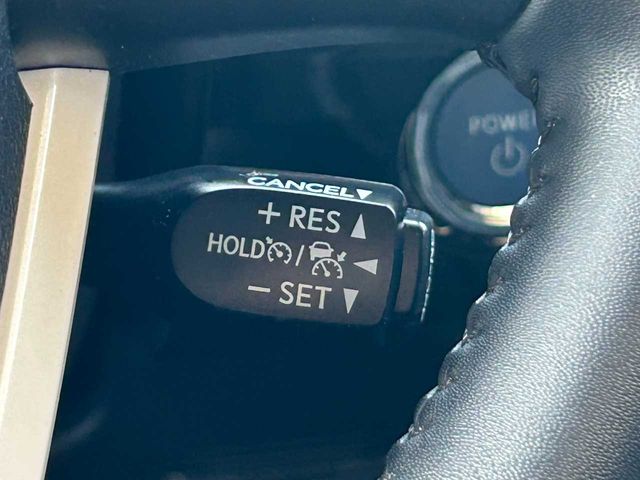 POWER
CANCEL▼
+ RES ▲
HOLD / ◀
− SET ▼